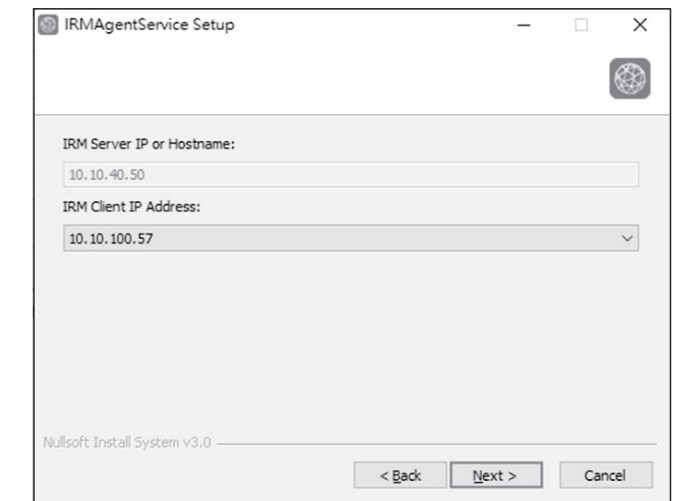 IRMAgentService Setup
IRM Server IP or Hostname:
10.10.40.50
IRM Client IP Address:
10.10.100.57
Nullsoft Install System v3.0
< Back Next > Cancel